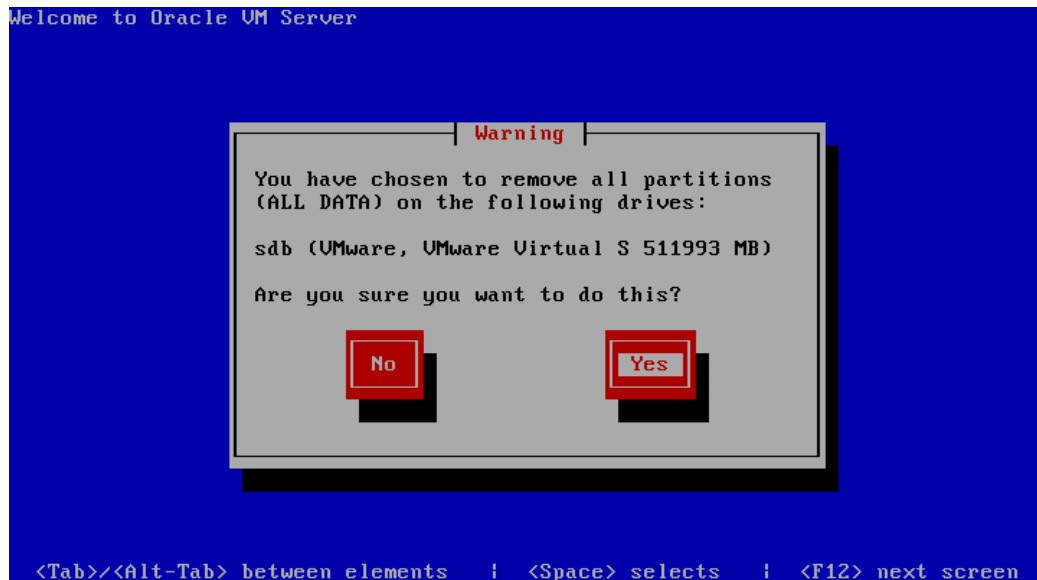 Welcome to Oracle VM Server
Warning
You have chosen to remove all partitions
(ALL DATA) on the following drives:
sdb (VMware, VMware Virtual S 511993 MB)
Are you sure you want to do this?
No Yes
<Tab>/<Alt-Tab> between elements | <Space> selects | <F12> next screen